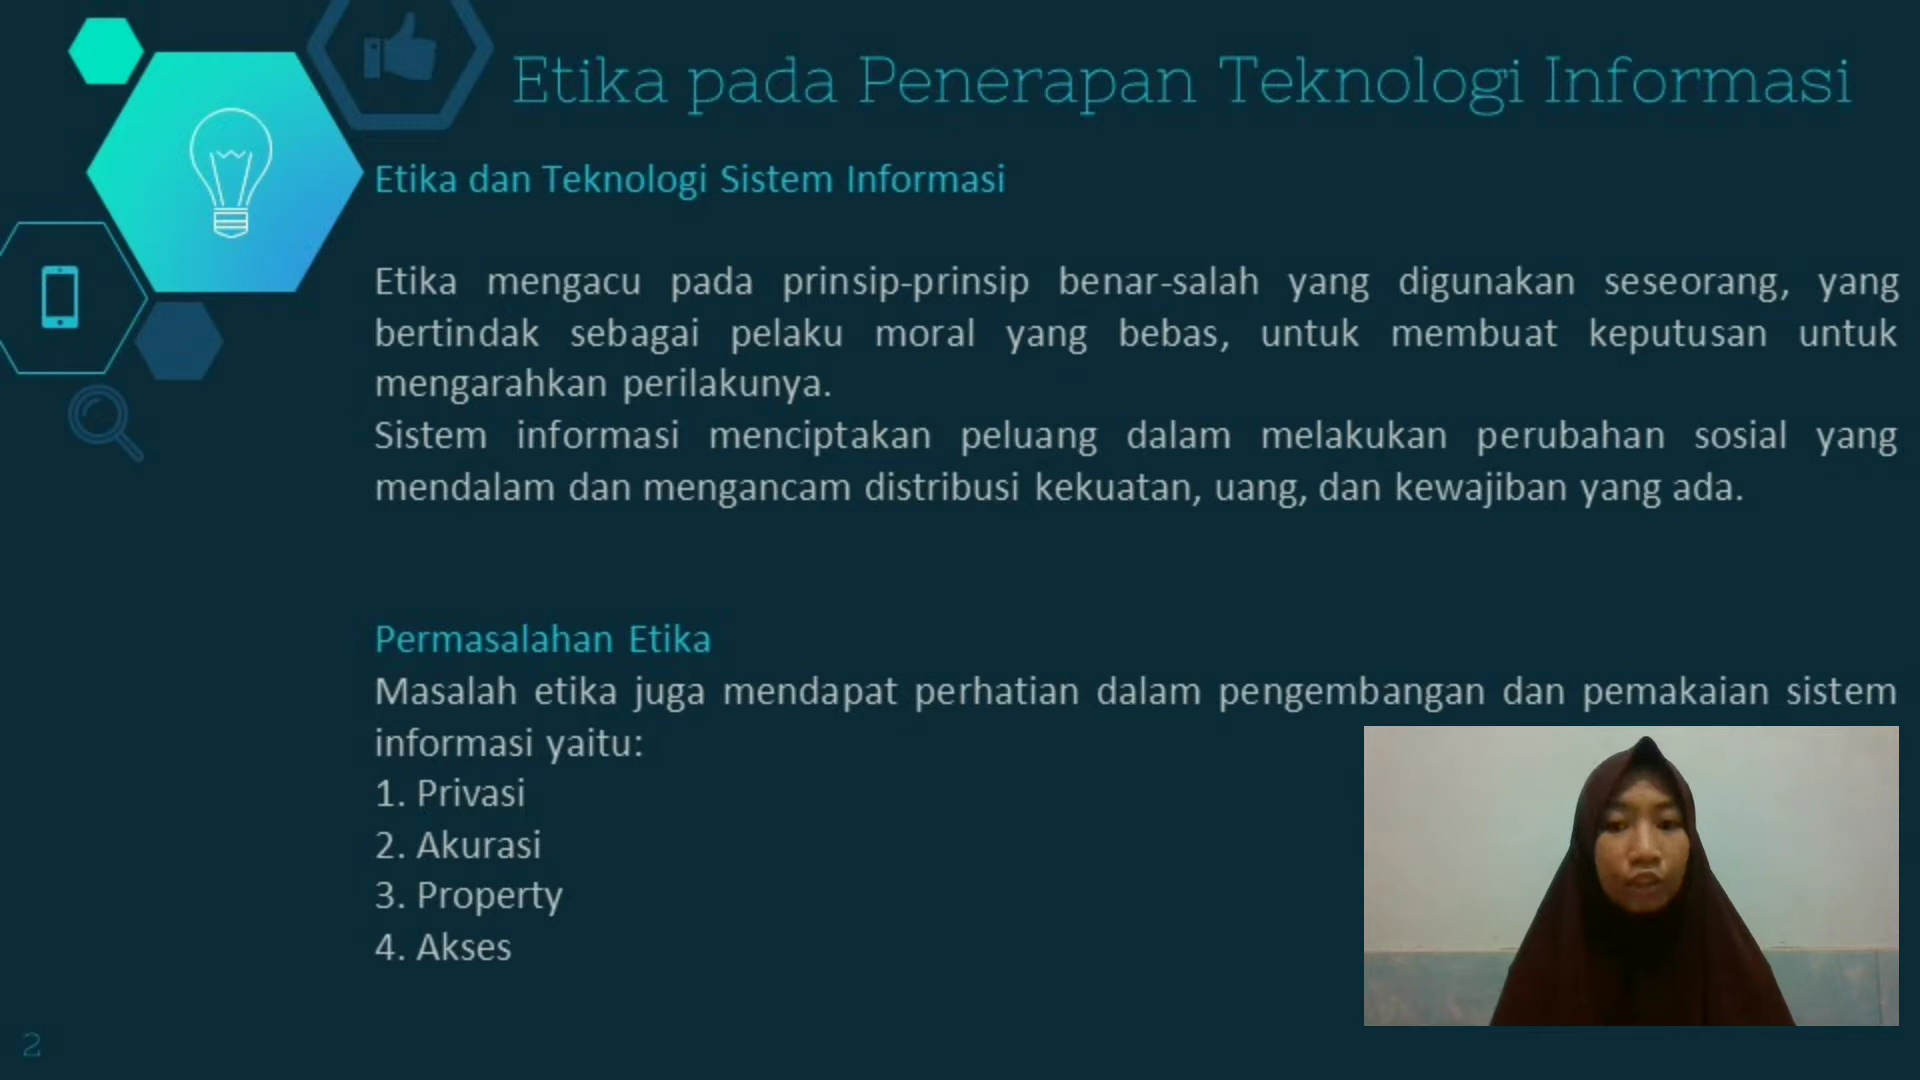 Etika pada Penerapan Teknologi Informasi
Etika dan Teknologi Sistem Informasi
Etika mengacu pada prinsip-prinsip benar-salah yang digunakan seseorang, yang
bertindak sebagai pelaku moral yang bebas, untuk membuat keputusan untuk
mengarahkan perilakunya.
Sistem informasi menciptakan peluang dalam melakukan perubahan sosial yang
mendalam dan mengancam distribusi kekuatan, uang, dan kewajiban yang ada.
Permasalahan Etika
Masalah etika juga mendapat perhatian dalam pengembangan dan pemakaian sistem
informasi yaitu:
1. Privasi
2. Akurasi
3. Property
4. Akses
2